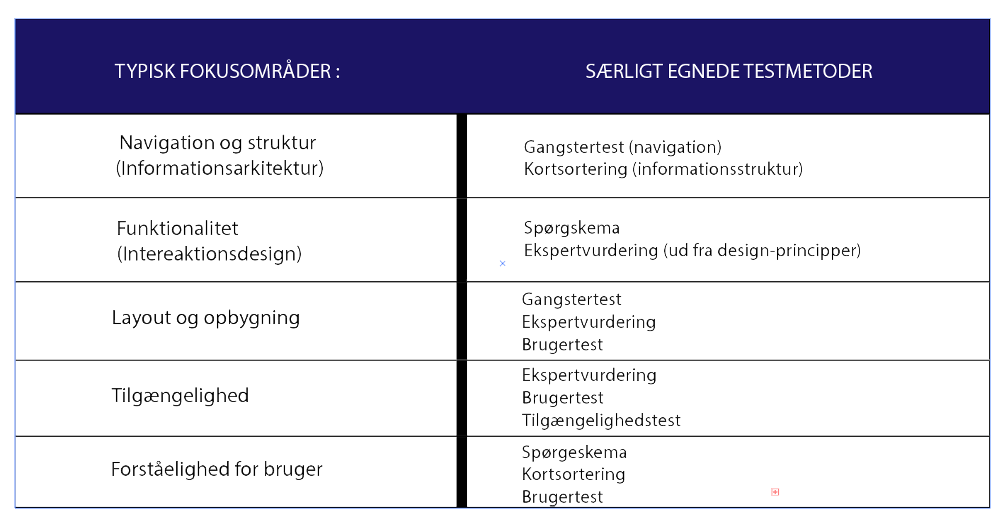 TYPISK FOKUSOMRÅDER :
SÆRLIGT EGNEDE TESTMETODER
Navigation og struktur
(Informationsarkitektur)
Gangstertest (navigation)
Kortsortering (informationsstruktur)
Funktionalitet
(Intereaktionsdesign)
Spørgskema
Ekspertvurdering (ud fra design-principper)
Layout og opbygning
Gangstertest
Ekspertvurdering
Brugertest
Tilgængelighed
Ekspertvurdering
Brugertest
Tilgængelighedstest
Forståelighed for bruger
Spørgeskema
Kortsortering
Brugertest